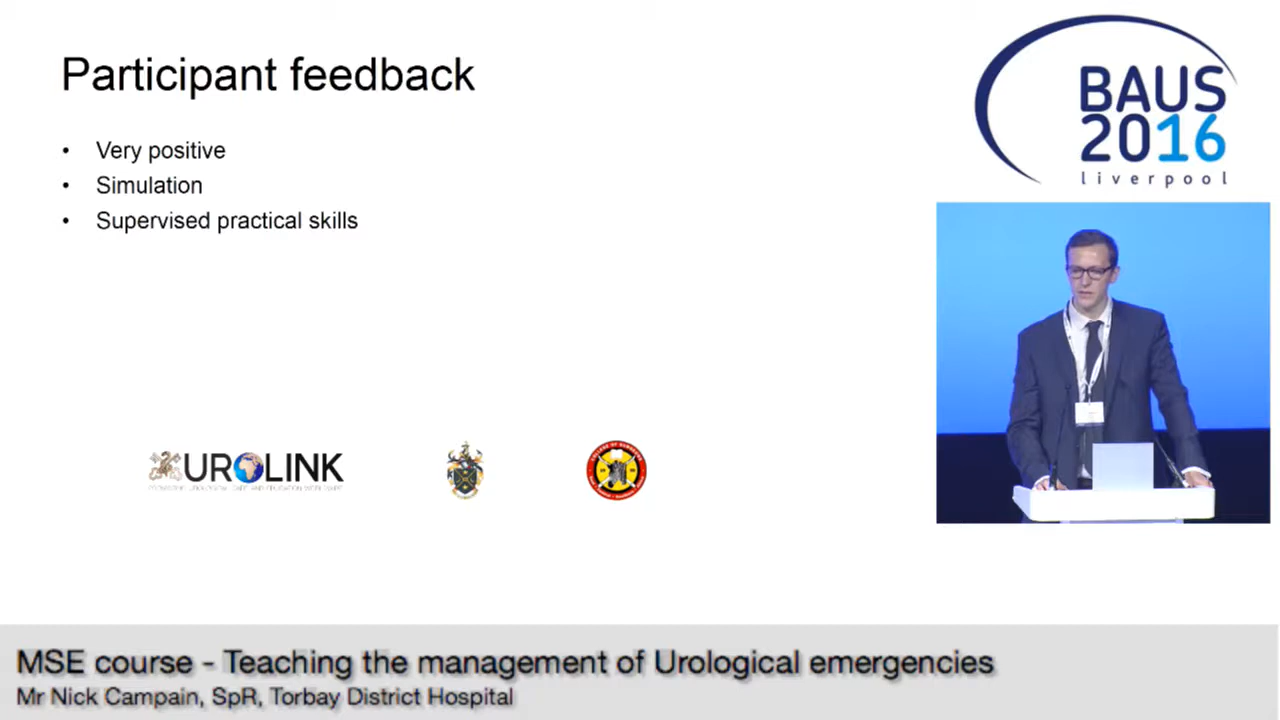 Participant feedback
• Very positive
• Simulation
• Supervised practical skills
BAUS
2016
liverpool
UROLINK
MSE course - Teaching the management of Urological emergencies
Mr Nick Campain, SpR, Torbay District Hospital